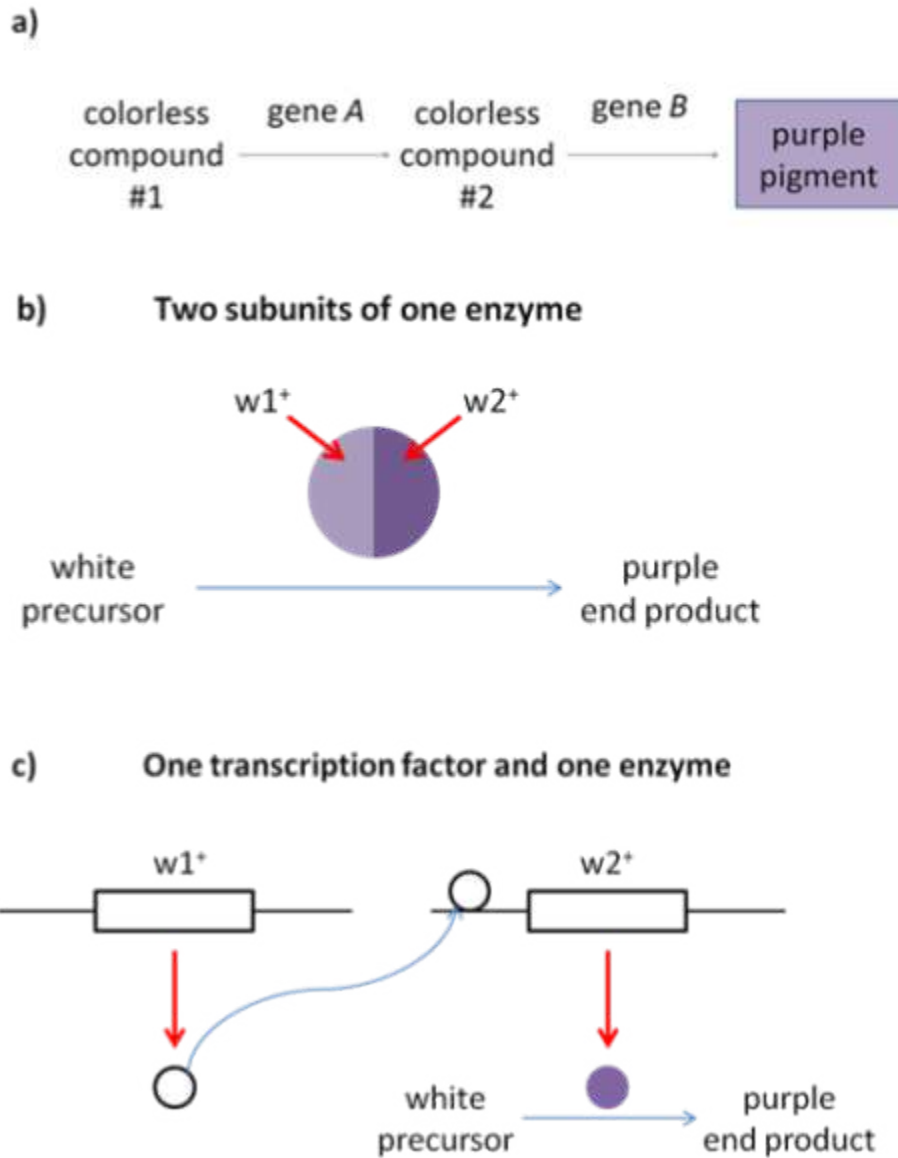 a)
colorless compound #1
gene A
colorless compound #2
gene B
purple pigment
b) Two subunits of one enzyme
w1⁺
w2⁺
white precursor
purple end product
c) One transcription factor and one enzyme
w1⁺
w2⁺
white precursor
purple end product